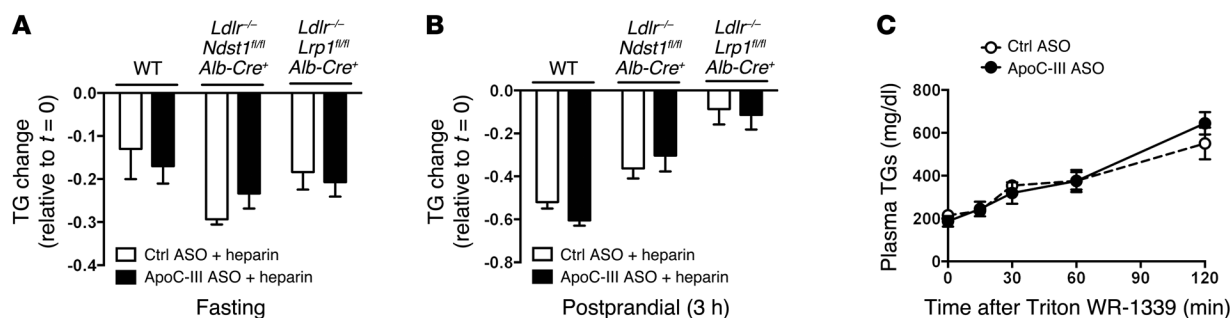 A
WT
Ldlr–/–
Ndst1fl/fl
Alb-Cre+
Ldlr–/–
Lrp1fl/fl
Alb-Cre+
0.0
-0.1
-0.2
-0.3
-0.4
TG change
(relative to t = 0)
Ctrl ASO + heparin
ApoC-III ASO + heparin
Fasting
B
WT
Ldlr–/–
Ndst1fl/fl
Alb-Cre+
Ldlr–/–
Lrp1fl/fl
Alb-Cre+
0.0
-0.2
-0.4
-0.6
-0.8
TG change
(relative to t = 0)
Ctrl ASO + heparin
ApoC-III ASO + heparin
Postprandial (3 h)
C
Ctrl ASO
ApoC-III ASO
800
600
400
200
0
Plasma TGs (mg/dl)
0
30
60
90
120
Time after Triton WR-1339 (min)